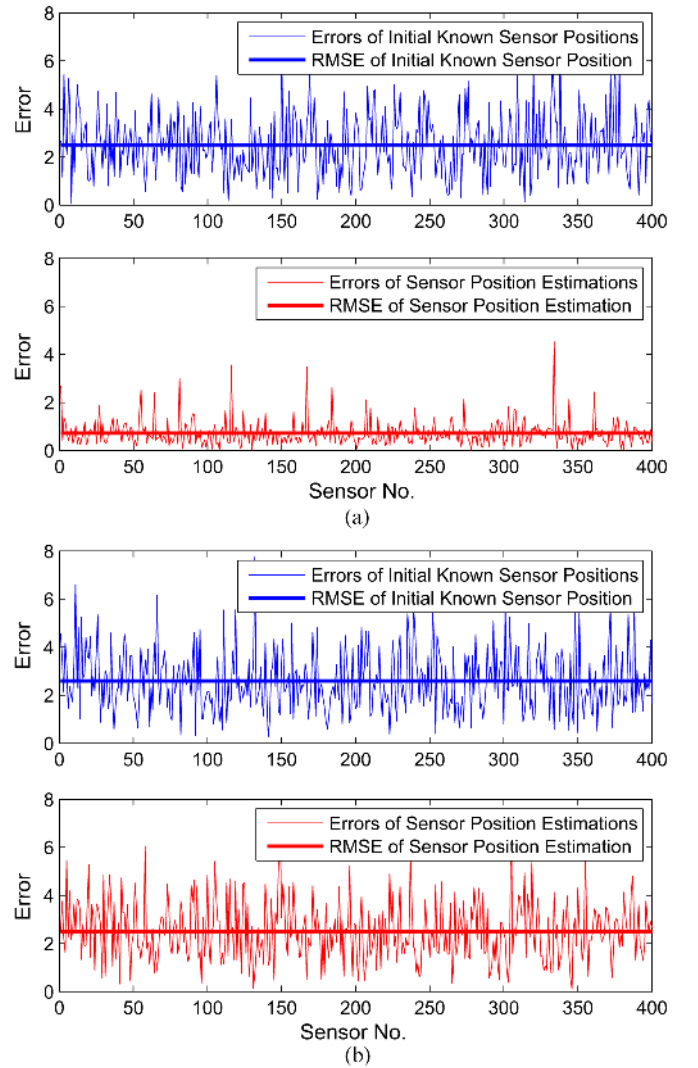 8
6
4
2
0
Error
Errors of Initial Known Sensor Positions
RMSE of Initial Known Sensor Position
0 50 100 150 200 250 300 350 400
8
6
4
2
0
Error
Errors of Sensor Position Estimations
RMSE of Sensor Position Estimation
0 50 100 150 200 250 300 350 400
Sensor No.
(a)
8
6
4
2
0
Error
Errors of Initial Known Sensor Positions
RMSE of Initial Known Sensor Position
0 50 100 150 200 250 300 350 400
8
6
4
2
0
Error
Errors of Sensor Position Estimations
RMSE of Sensor Position Estimation
0 50 100 150 200 250 300 350 400
Sensor No.
(b)